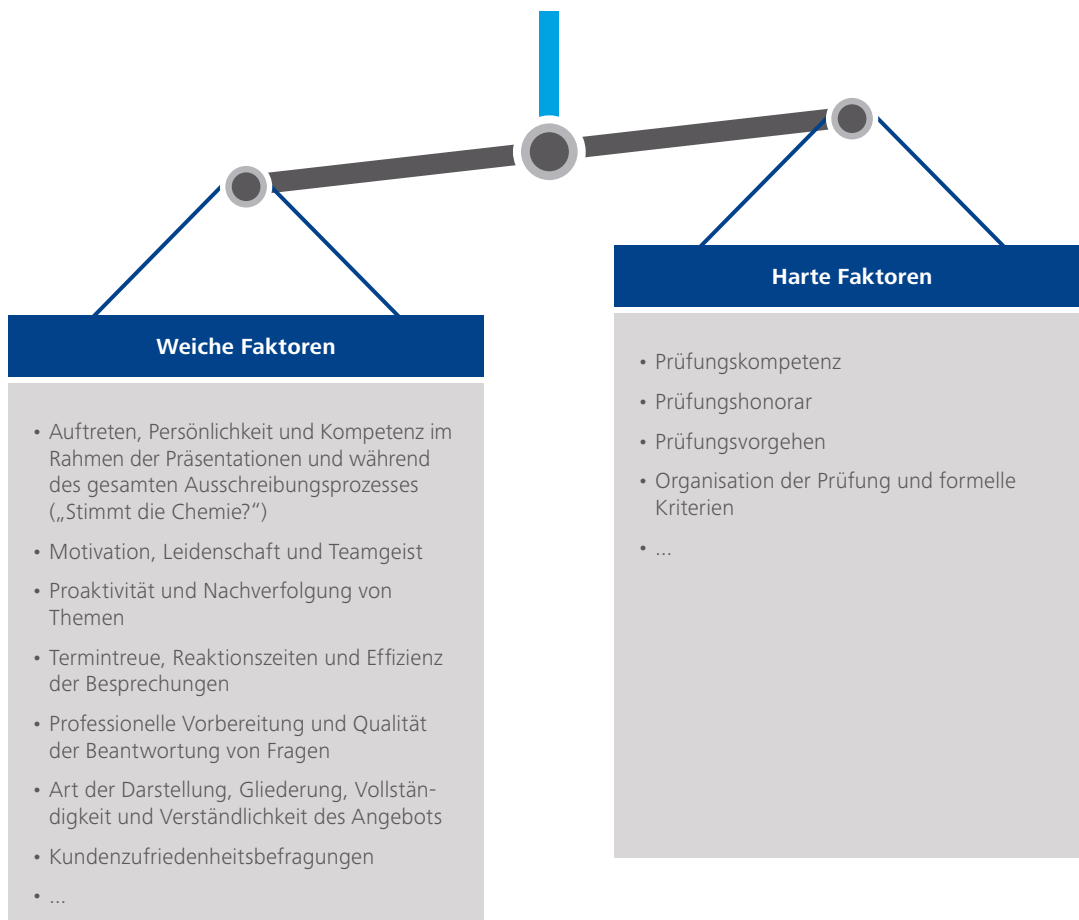 Weiche Faktoren
• Auftreten, Persönlichkeit und Kompetenz im
Rahmen der Präsentationen und während
des gesamten Ausschreibungsprozesses
(„Stimmt die Chemie?“)
• Motivation, Leidenschaft und Teamgeist
• Proaktivität und Nachverfolgung von
Themen
• Termintreue, Reaktionszeiten und Effizienz
der Besprechungen
• Professionelle Vorbereitung und Qualität
der Beantwortung von Fragen
• Art der Darstellung, Gliederung, Vollstän-
digkeit und Verständlichkeit des Angebots
• Kundenzufriedenheitsbefragungen
• ...
Harte Faktoren
• Prüfungskompetenz
• Prüfungshonorar
• Prüfungsvorgehen
• Organisation der Prüfung und formelle
Kriterien
• ...